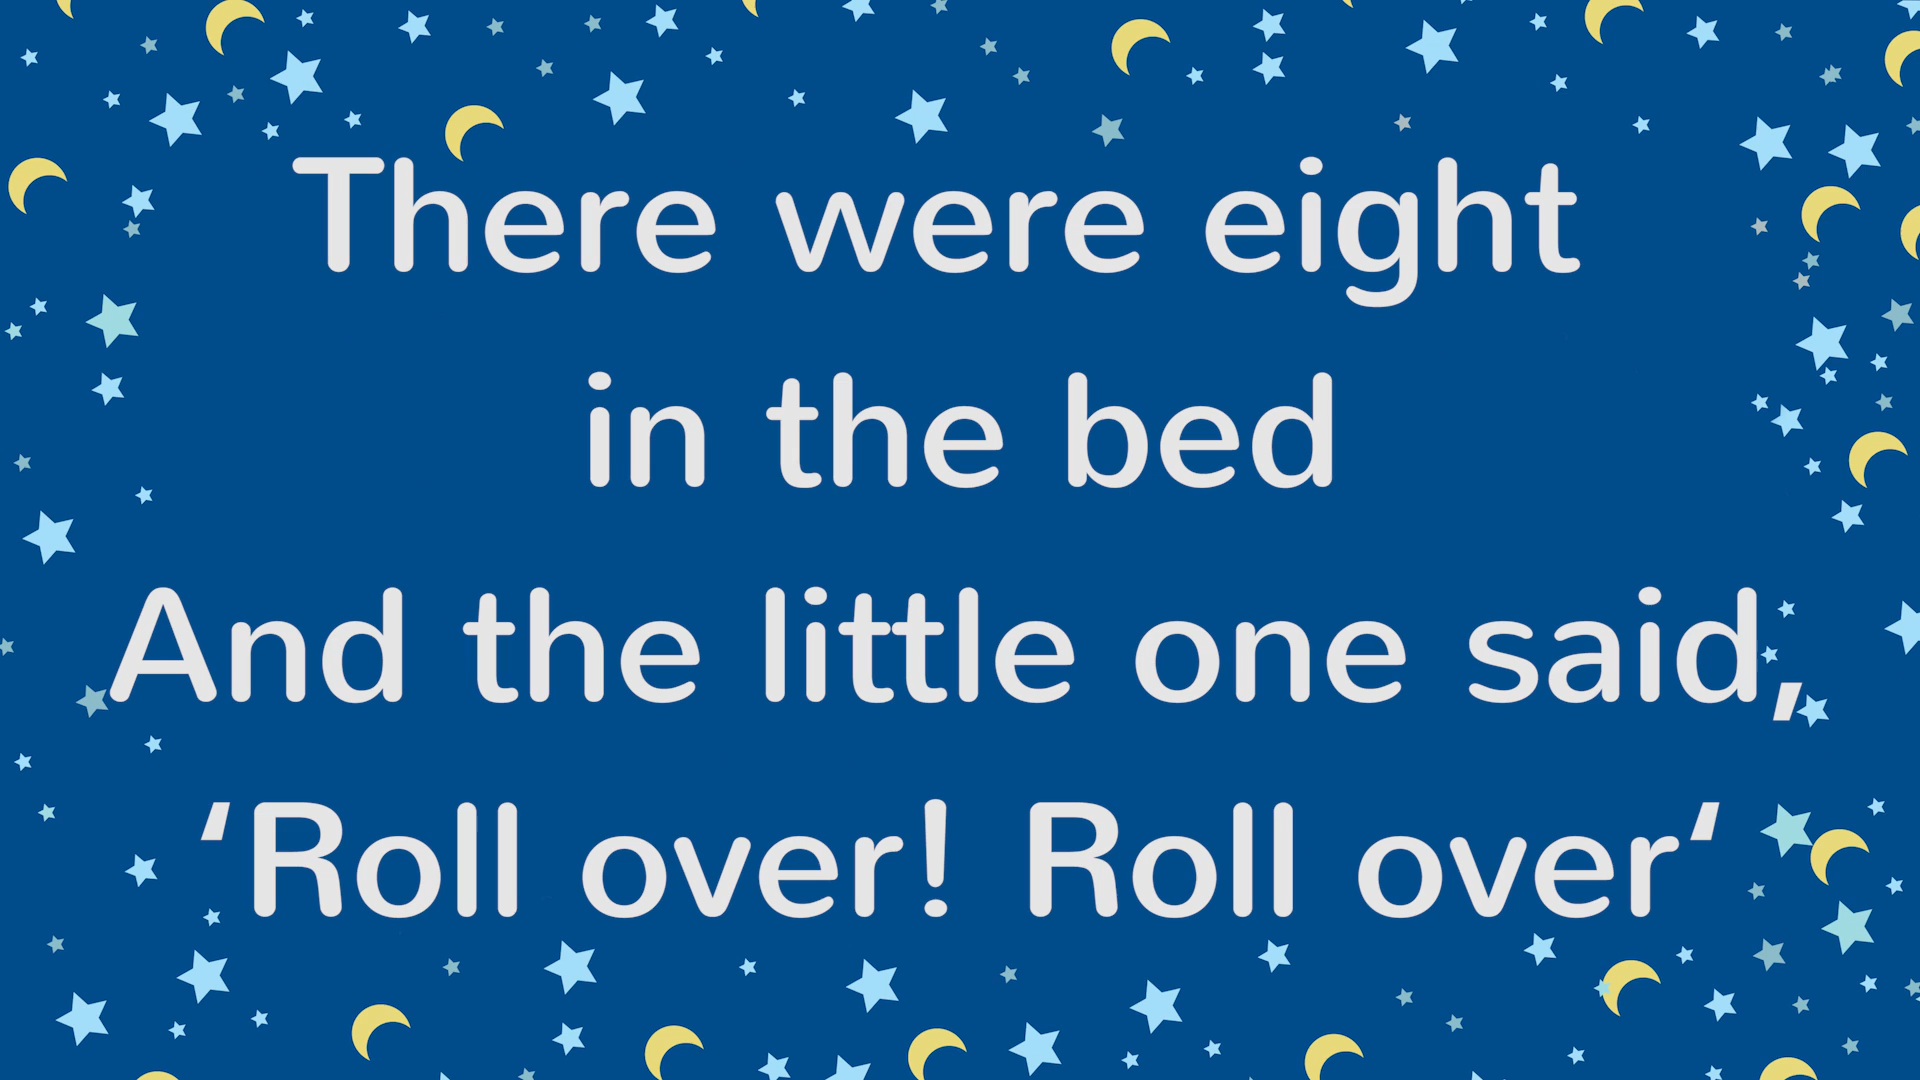 There were eight
in the bed
And the little one said,
‘Roll over! Roll over‘